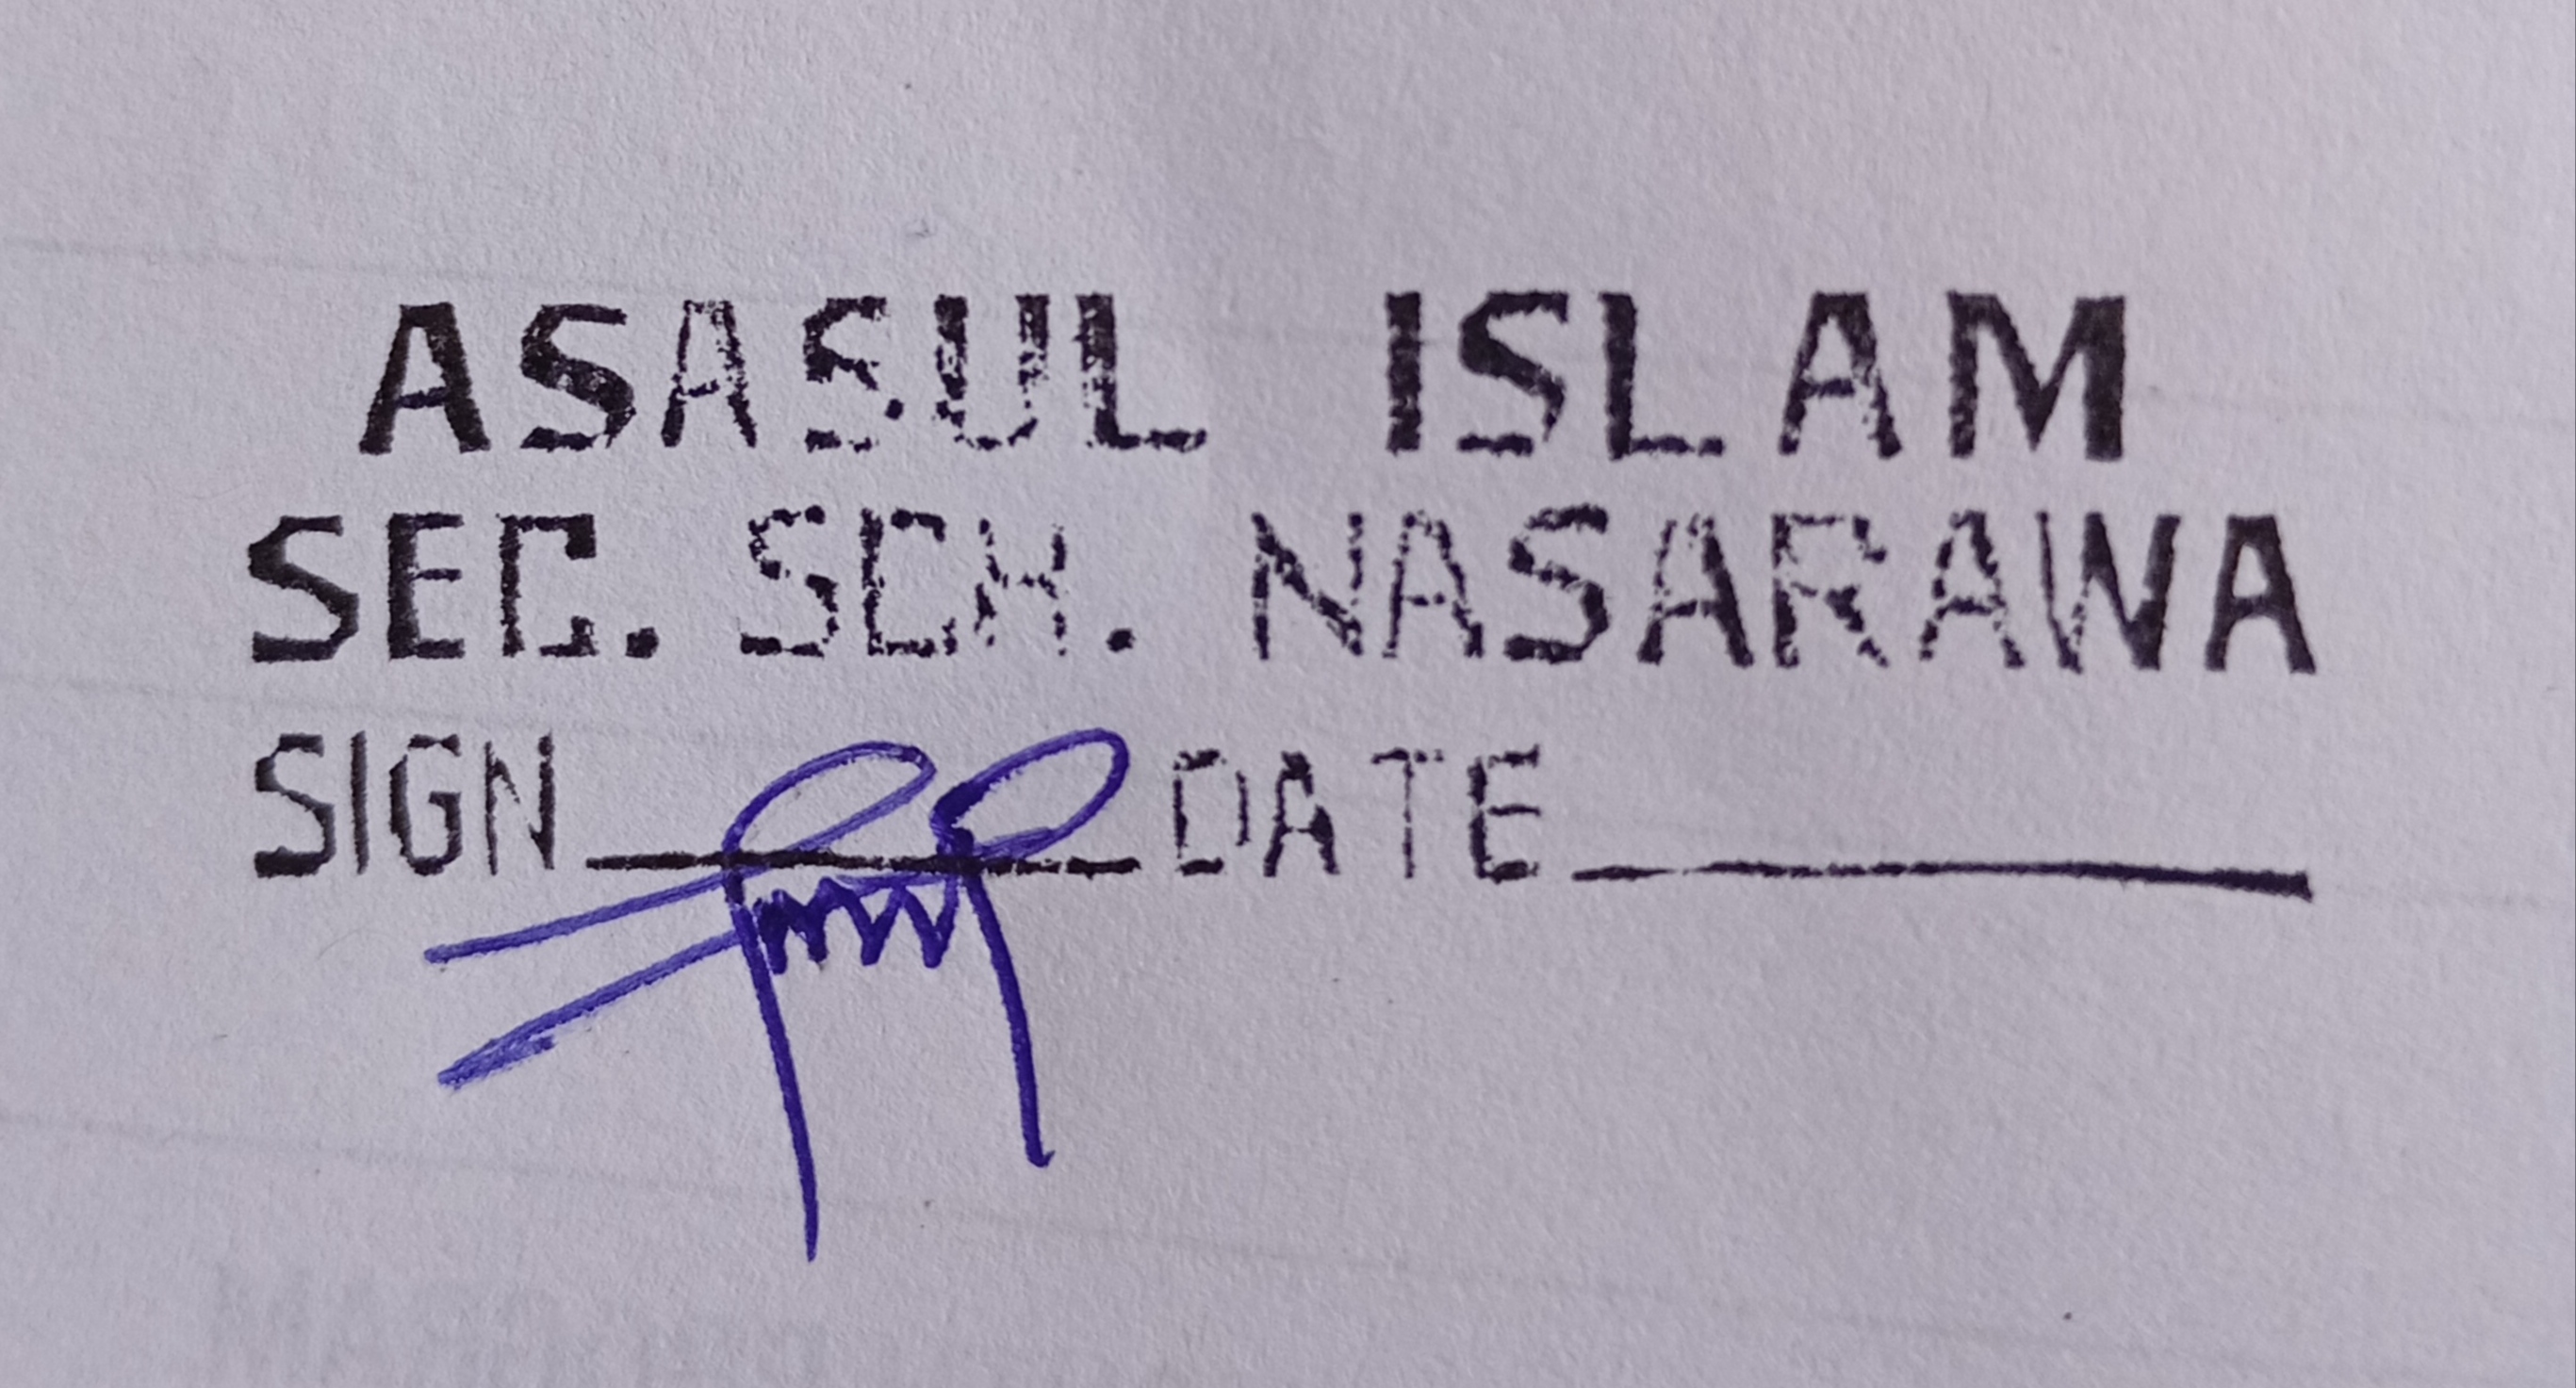 ASASUL ISLAM
SEC. SCH. NASARAWA
SIGN DATE